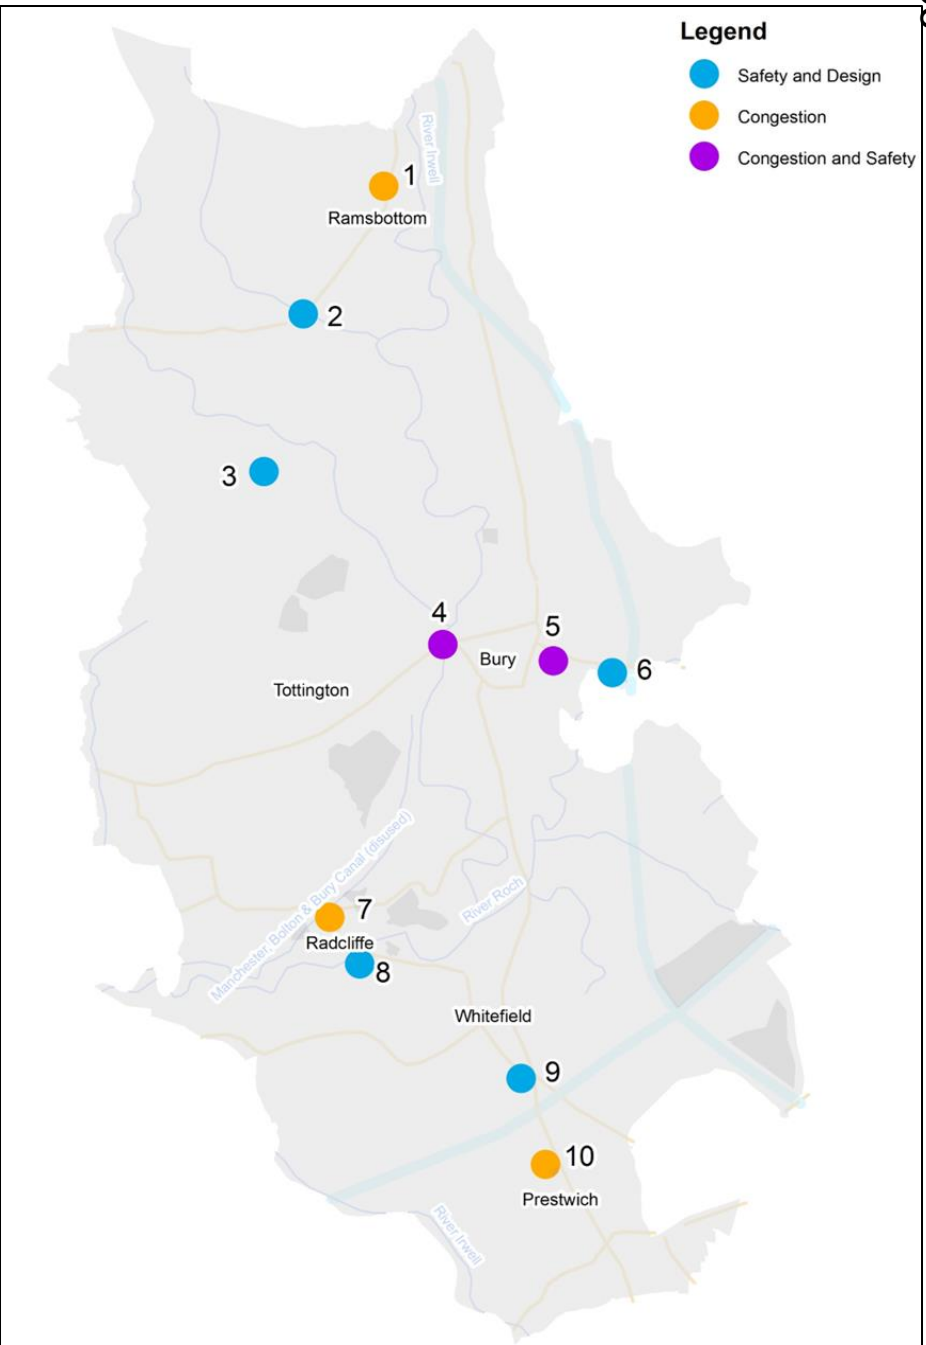 Legend
Safety and Design
Congestion
Congestion and Safety
River Irwell
1
Ramsbottom
2
3
4
5
Bury
6
Tottington
Manchester, Bolton & Bury Canal (disused)
River Roch
7
Radcliffe
8
Whitefield
9
10
Prestwich
River Irwell